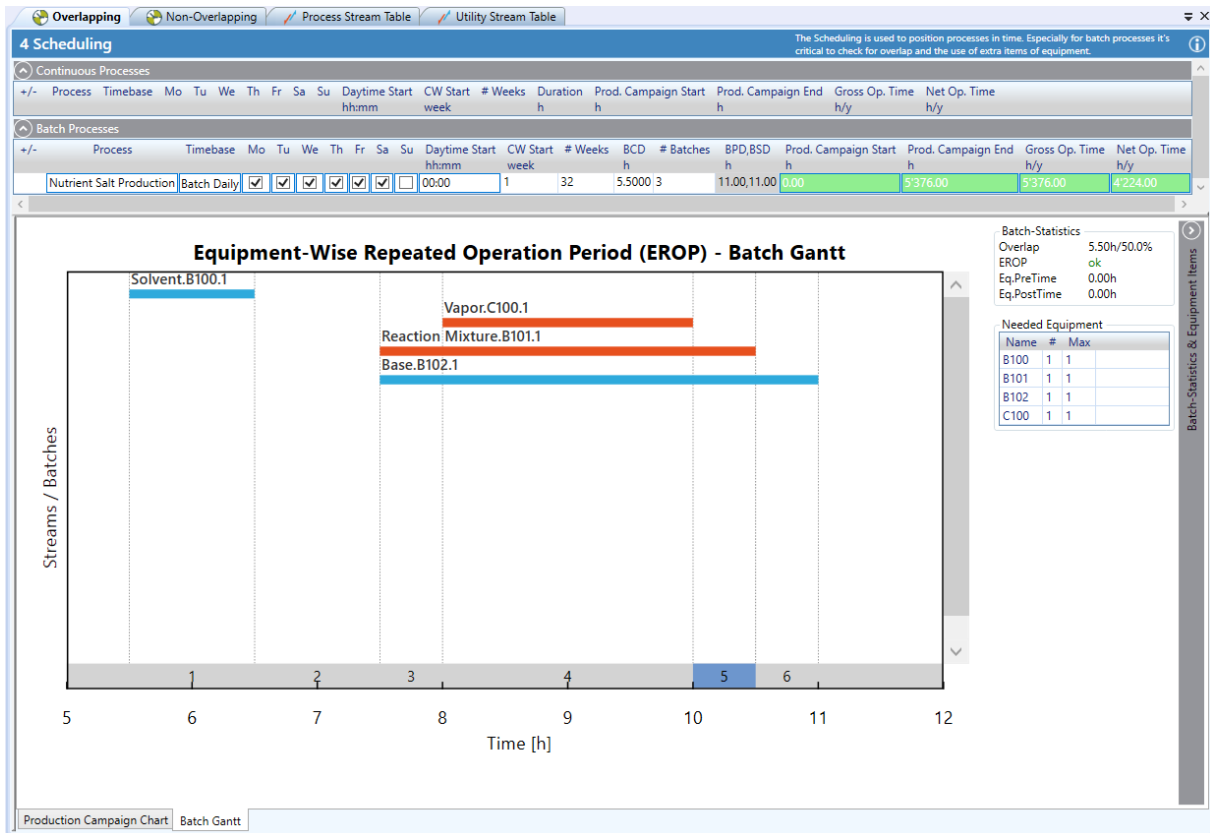 Overlapping Non-Overlapping Process Stream Table Utility Stream Table
4 Scheduling
The Scheduling is used to position processes in time. Especially for batch processes it's
critical to check for overlap and the use of extra items of equipment.
Continuous Processes
+/- Process Timebase Mo Tu We Th Fr Sa Su Daytime Start CW Start # Weeks Duration Prod. Campaign Start Prod. Campaign End Gross Op. Time Net Op. Time
hh:mm week h h h h/y h/y
Batch Processes
+/- Process Timebase Mo Tu We Th Fr Sa Su Daytime Start CW Start # Weeks BCD # Batches BPD,BSD Prod. Campaign Start Prod. Campaign End Gross Op. Time Net Op. Time
hh:mm week h h h h h/y h/y
Nutrient Salt Production Batch Daily 00:00 1 32 5.5000 3 11.00,11.00 0.00 5'376.00 5'376.00 4'224.00
Equipment-Wise Repeated Operation Period (EROP) - Batch Gantt
Solvent.B100.1
Vapor.C100.1
Reaction Mixture.B101.1
Base.B102.1
Streams / Batches
1 2 3 4 5 6
5 6 7 8 9 10 11 12
Time [h]
Batch-Statistics
Overlap 5.50h/50.0%
EROP ok
Eq.PreTime 0.00h
Eq.PostTime 0.00h
Needed Equipment
Name # Max
B100 1 1
B101 1 1
B102 1 1
C100 1 1
Batch-Statistics & Equipment Items
Production Campaign Chart Batch Gantt